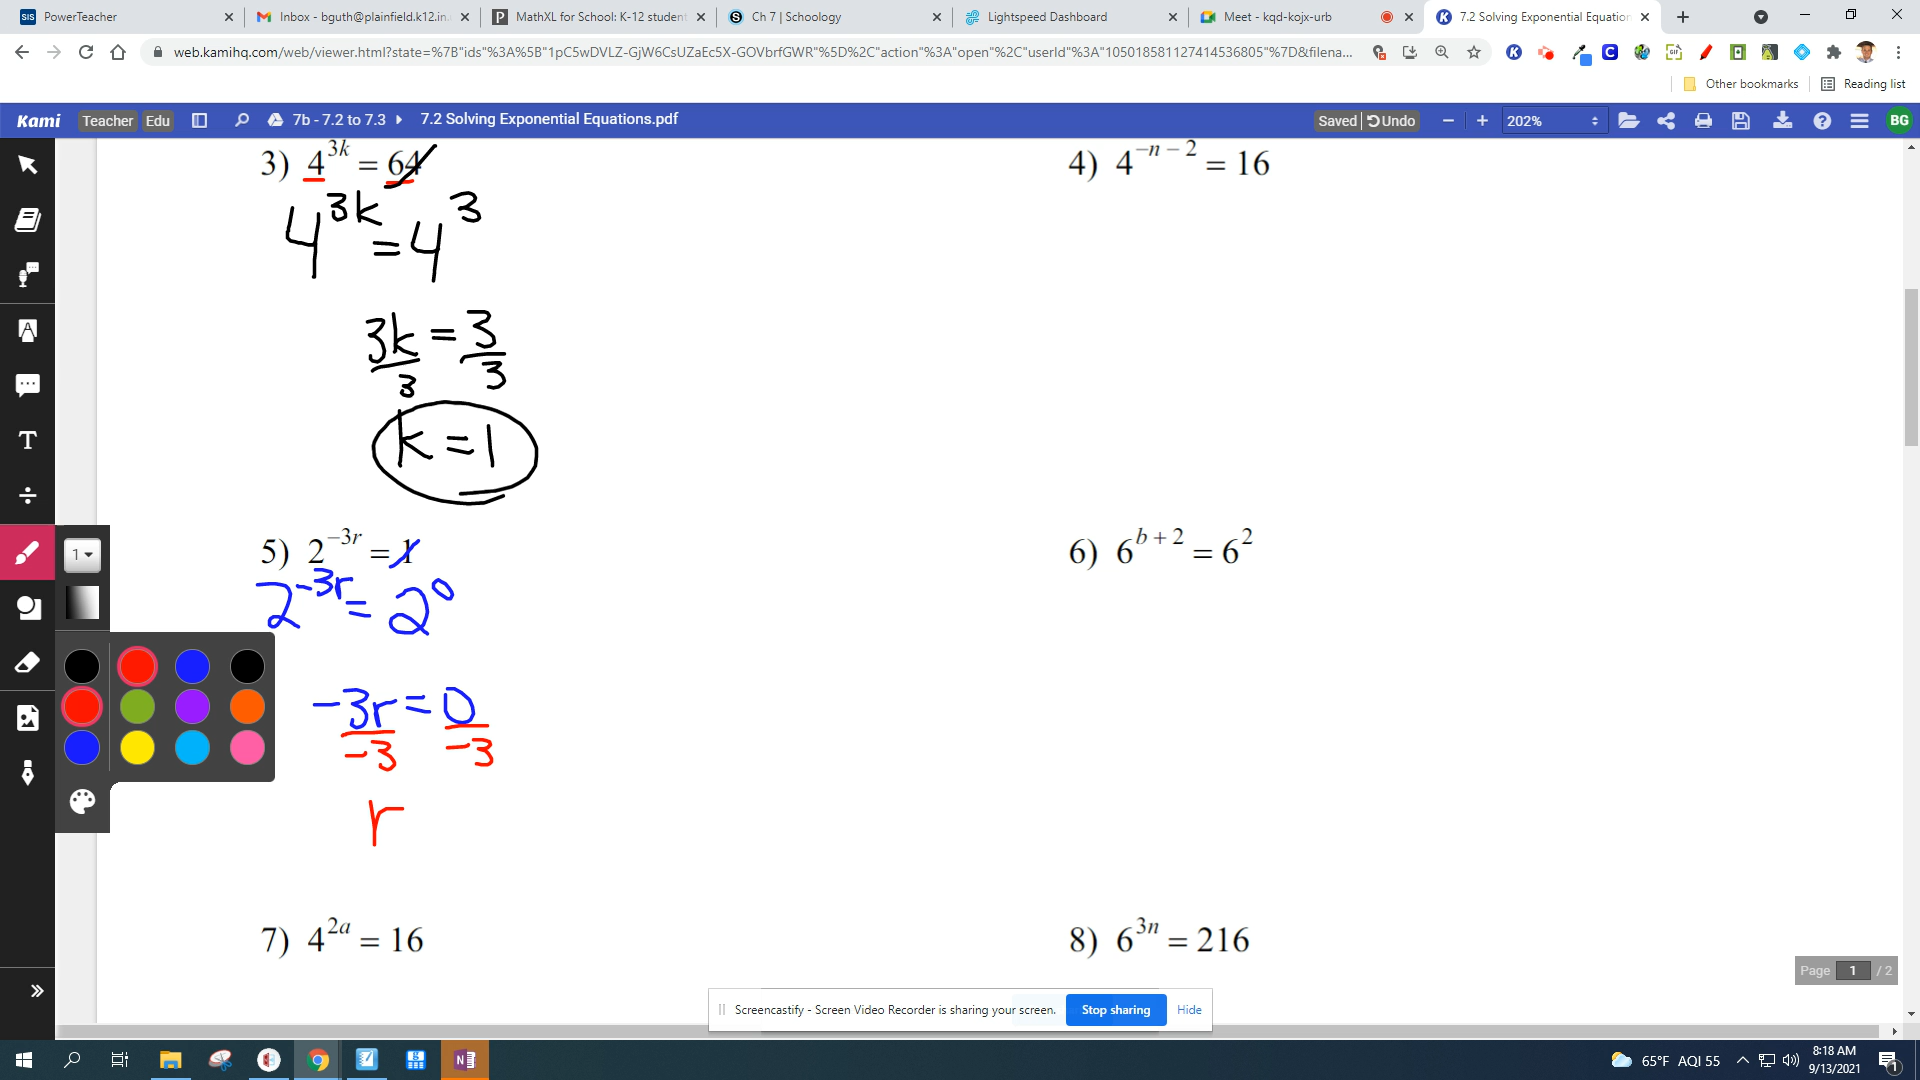 PowerTeacher
Inbox - bguth@plainfield.k12.in.
MathXL for School: K-12 student
Ch 7 | Schoology
Lightspeed Dashboard
Meet - kqd-kojx-urb
7.2 Solving Exponential Equation
web.kamihq.com/web/viewer.html?state=%7B"ids"%3A%5B"1pC5wDVLZ-GjW6CsUZaEc5X-GOVbrfGWR"%5D%2C"action"%3A"open"%2C"userId"%3A"105018581127414536805"%7D&filena...
Other bookmarks
Reading list
Kami Teacher Edu
7b - 7.2 to 7.3
7.2 Solving Exponential Equations.pdf
Saved Undo
202%
BG
3) 4^{3k} = 64
4^{3k} = 4^3
3k = 3
3 3
k = 1
4) 4^{-n - 2} = 16
5) 2^{-3r} = 1
2^{-3r} = 2^0
-3r = 0
-3 -3
r
6) 6^{b + 2} = 6^2
1
7) 4^{2a} = 16
8) 6^{3n} = 216
Page 1 / 2
Screencastify - Screen Video Recorder is sharing your screen.
Stop sharing
Hide
65°F AQI 55
8:18 AM
9/13/2021
1